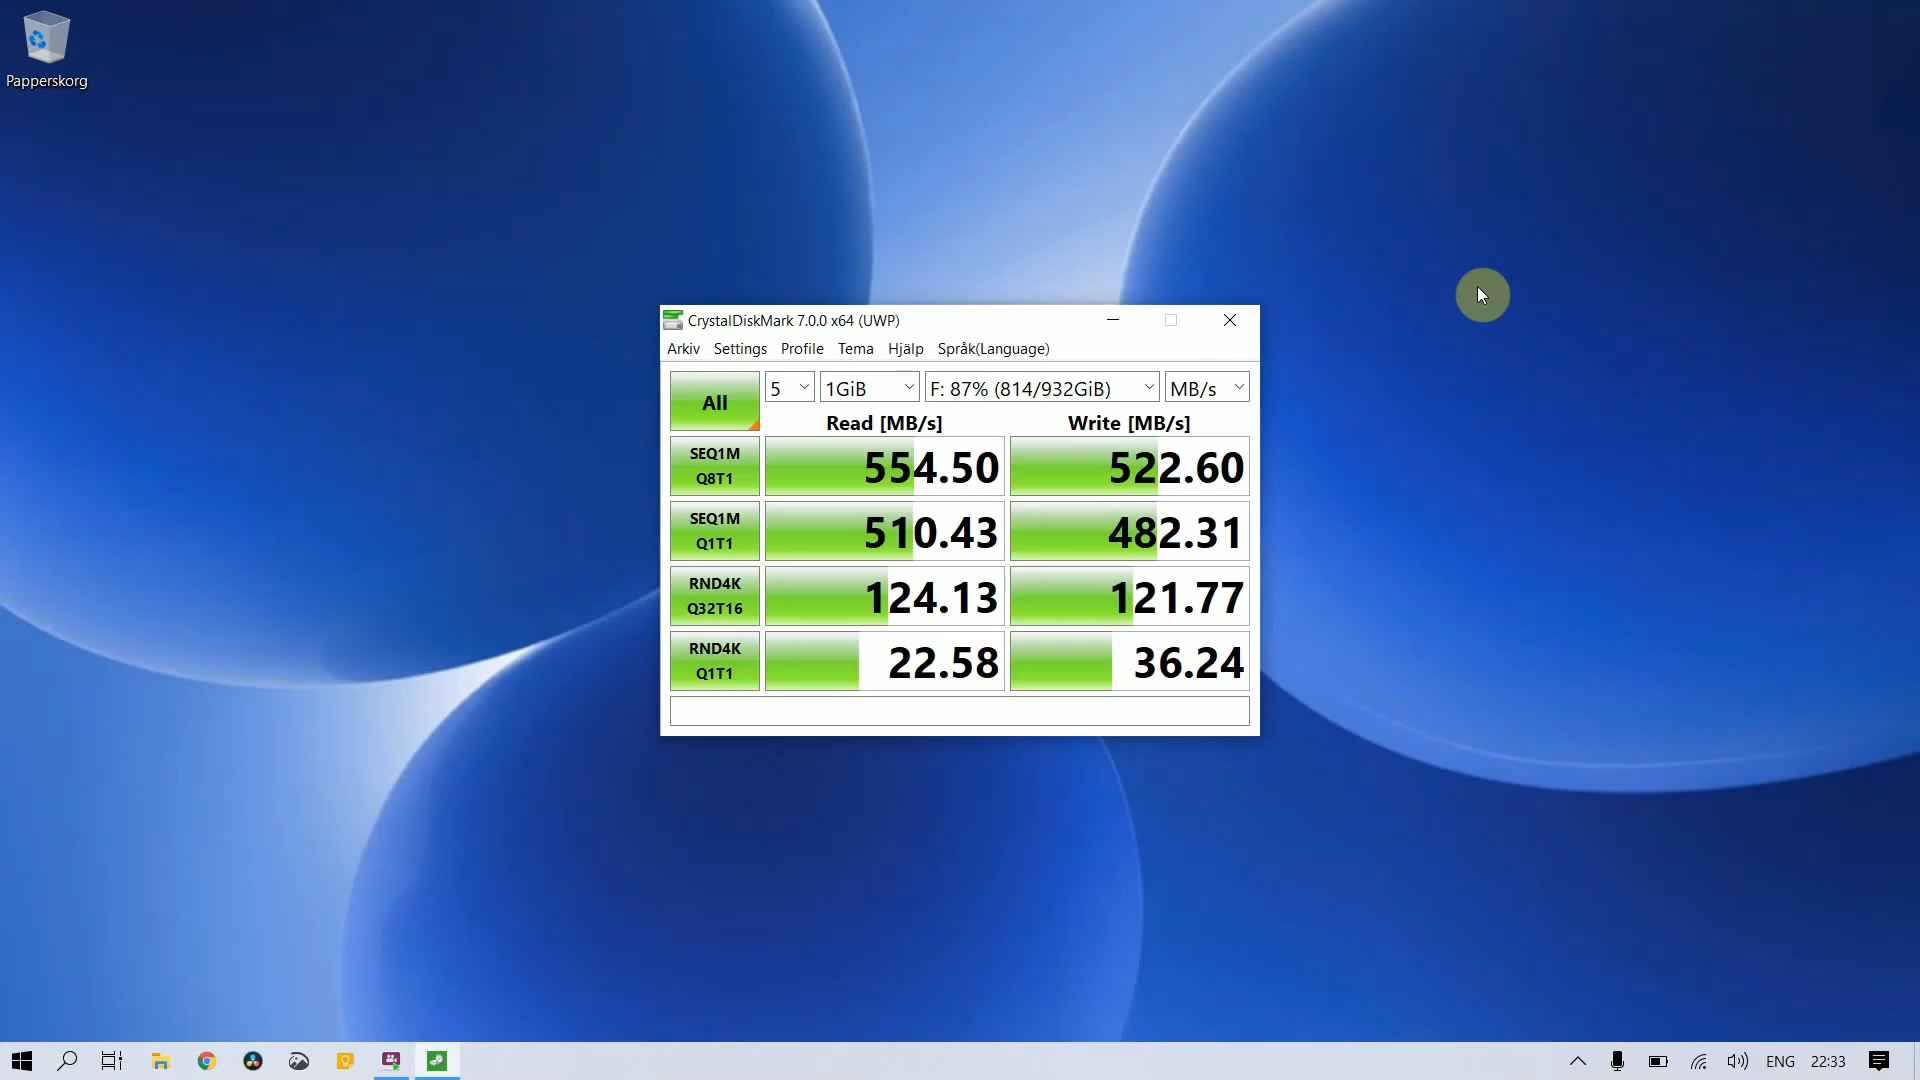 Papperskorg
CrystalDiskMark 7.0.0 x64 (UWP)
Arkiv Settings Profile Tema Hjälp Språk(Language)
All 5 1GiB F: 87% (814/932GiB) MB/s
Read [MB/s] Write [MB/s]
SEQ1M
Q8T1
554.50 522.60
SEQ1M
Q1T1
510.43 482.31
RND4K
Q32T16
124.13 121.77
RND4K
Q1T1
22.58 36.24
ENG 22:33